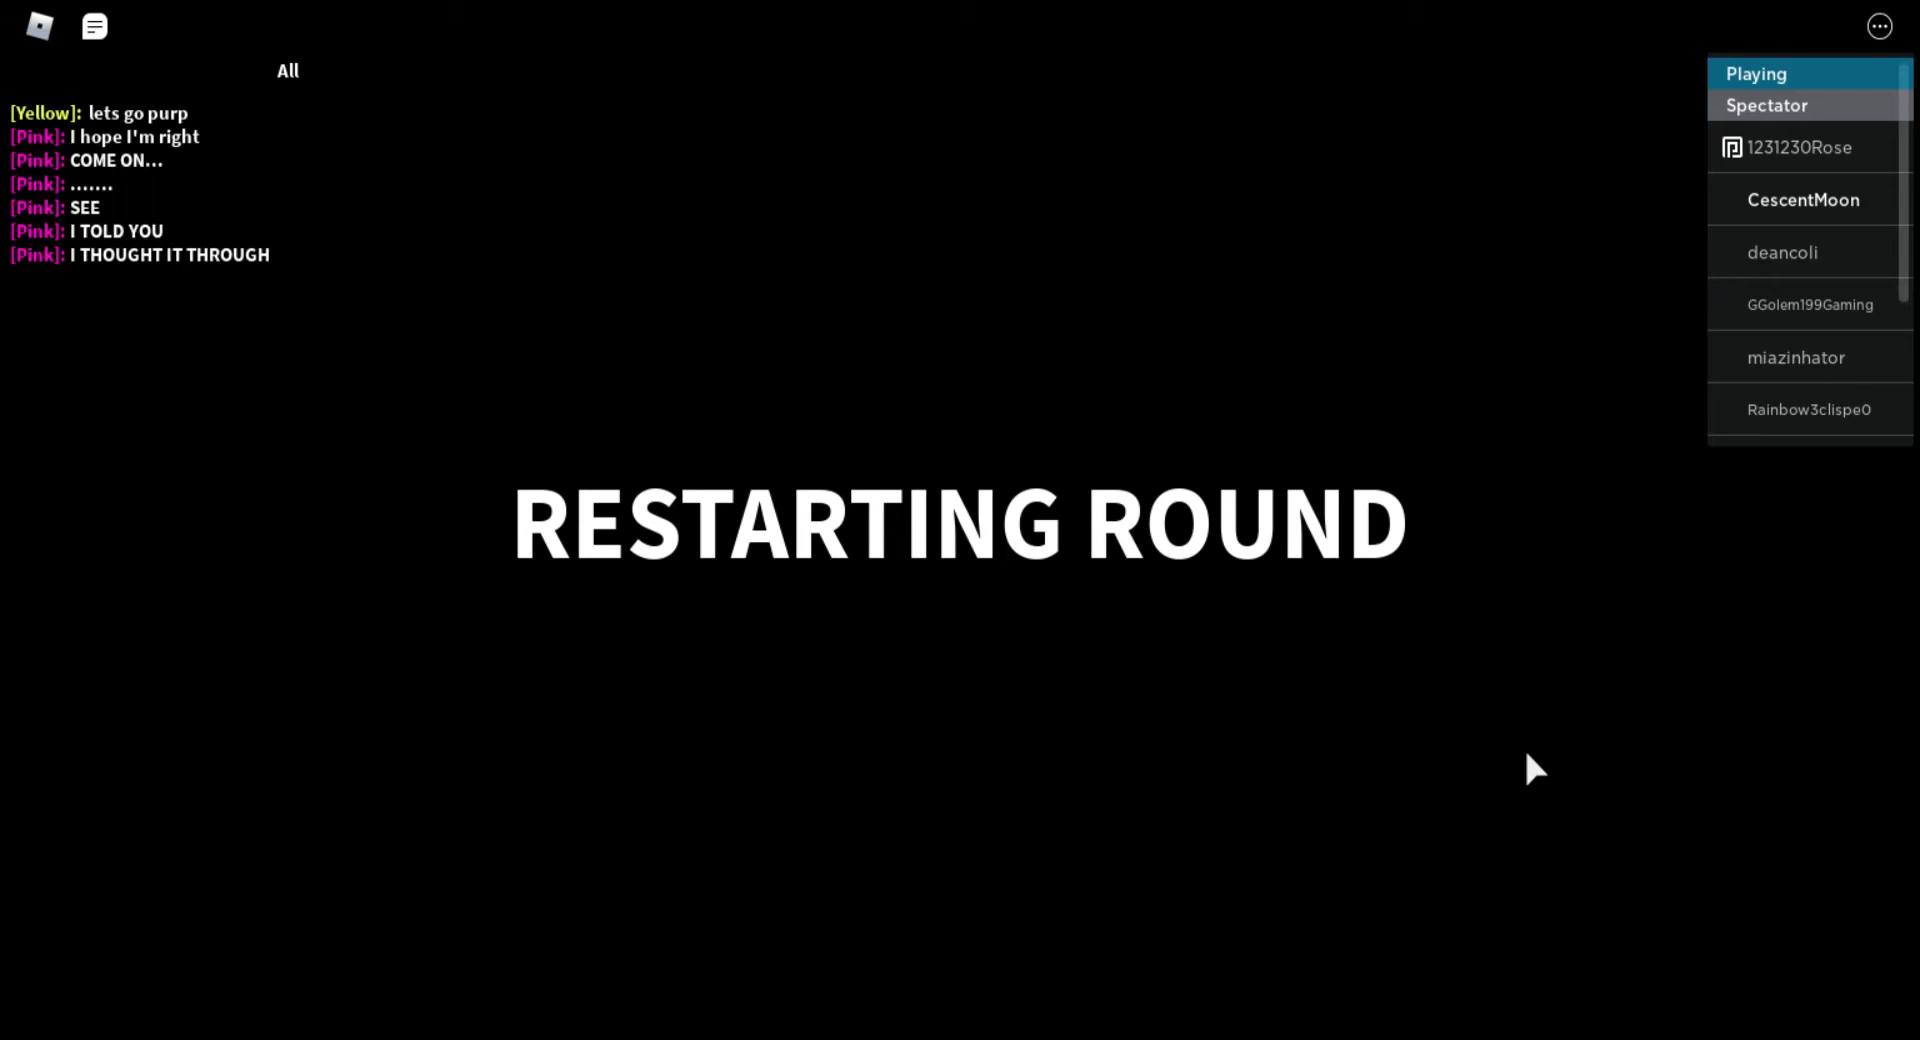 All
[Yellow]: lets go purp
[Pink]: I hope I'm right
[Pink]: COME ON...
[Pink]: .......
[Pink]: SEE
[Pink]: I TOLD YOU
[Pink]: I THOUGHT IT THROUGH
Playing
Spectator
1231230Rose
CescentMoon
deancoli
GGolem199Gaming
miazinhator
Rainbow3clispe0
RESTARTING ROUND